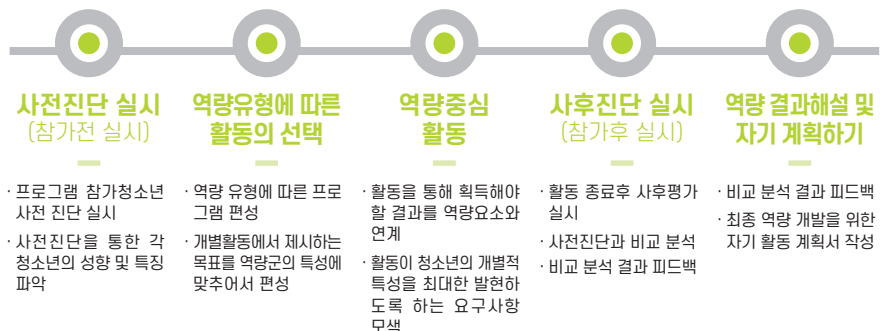 사전진단 실시
(참가전 실시)
· 프로그램 참가청소년
사전 진단 실시
· 사전진단을 통한 각
청소년의 성향 및 특징
파악
역량유형에 따른
활동의 선택
· 역량 유형에 따른 프로
그램 편성
· 개별활동에서 제시하는
목표를 역량군의 특성에
맞추어서 편성
역량중심
활동
· 활동을 통해 획득해야
할 결과를 역량요소와
연계
· 활동이 청소년의 개별적
특성을 최대한 발현하
도록 하는 요구사항
모색
사후진단 실시
(참가후 실시)
· 활동 종료후 사후평가
실시
· 사전진단과 비교 분석
· 비교 분석 결과 피드백
역량 결과해설 및
자기 계획하기
· 비교 분석 결과 피드백
· 최종 역량 개발을 위한
자기 활동 계획서 작성